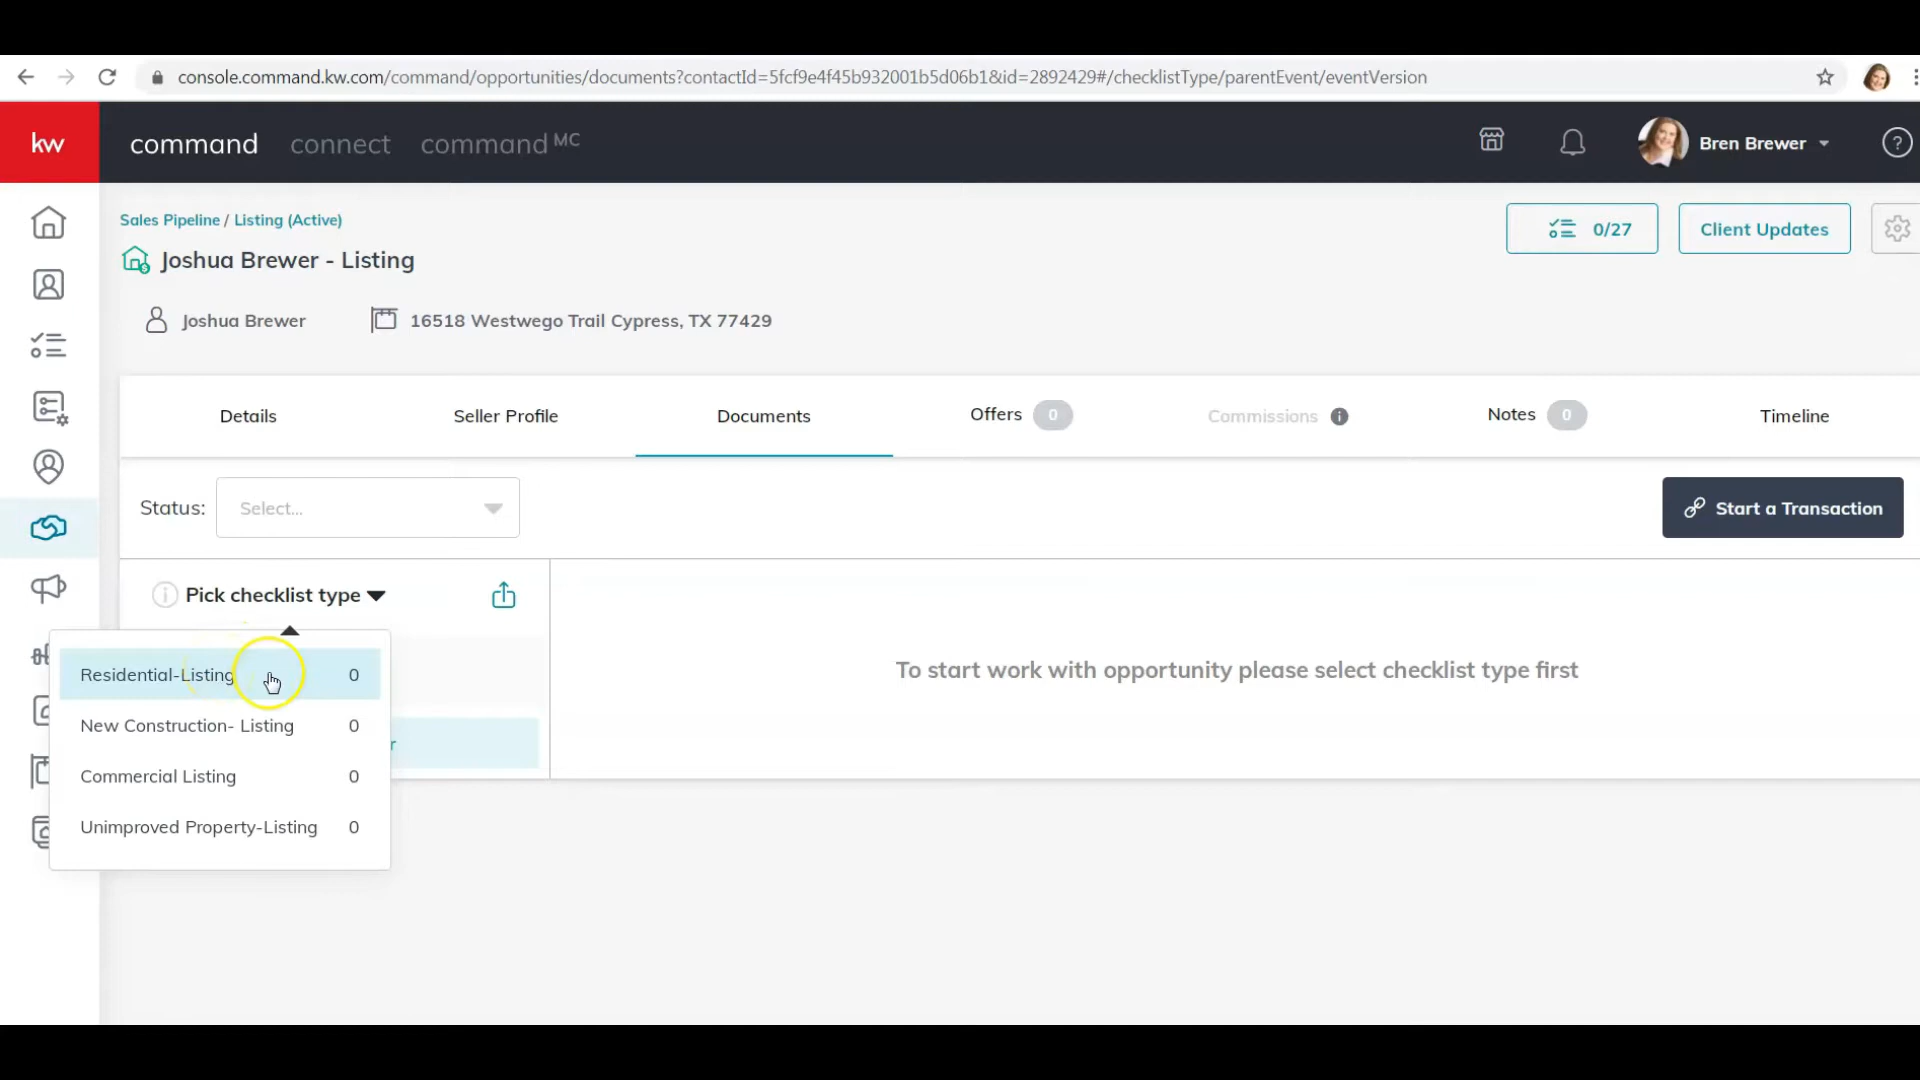 console.command.kw.com/command/opportunities/documents?contactId=5fcf9e4f45b932001b5d06b1&id=2892429#/checklistType/parentEvent/eventVersion
kw command connect command MC Bren Brewer ?
Sales Pipeline / Listing (Active)
0/27 Client Updates
Joshua Brewer - Listing
Joshua Brewer 16518 Westwego Trail Cypress, TX 77429
Details Seller Profile Documents Offers 0 Commissions i Notes 0 Timeline
Status: Select... Start a Transaction
i Pick checklist type
Residential-Listing 0
To start work with opportunity please select checklist type first
New Construction- Listing 0
r
Commercial Listing 0
Unimproved Property-Listing 0